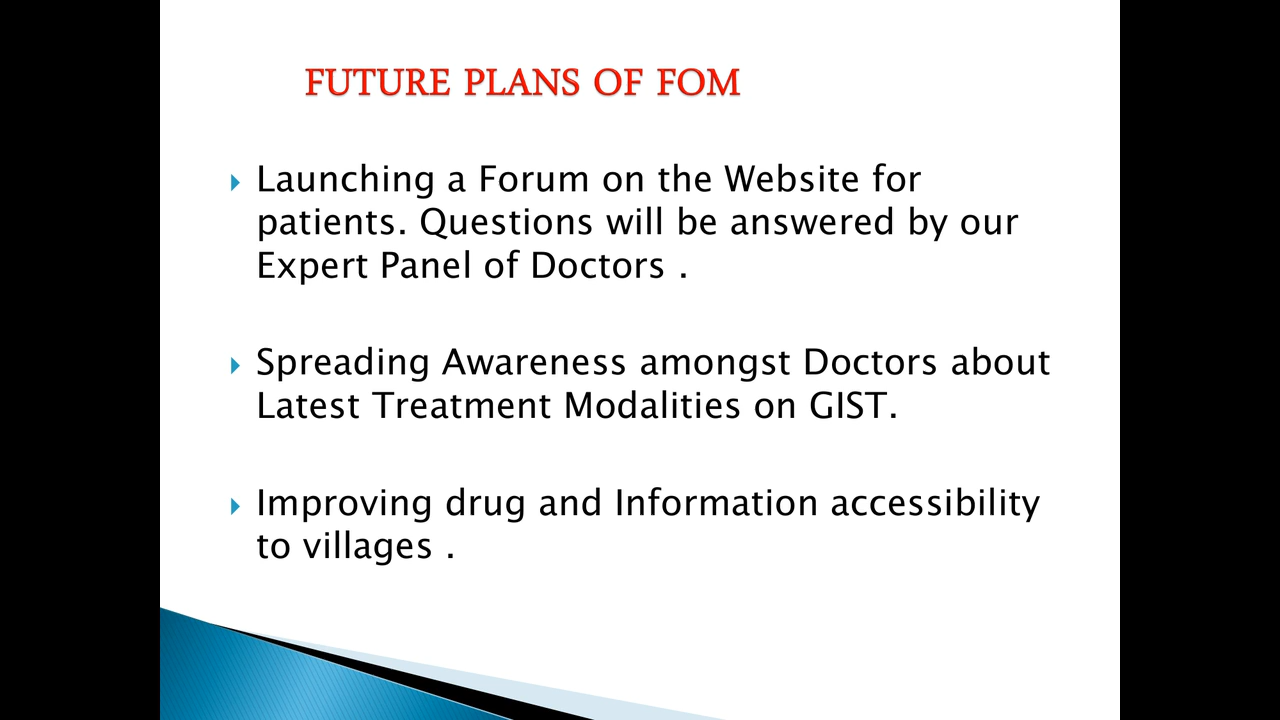 FUTURE PLANS OF FOM
Launching a Forum on the Website for
patients. Questions will be answered by our
Expert Panel of Doctors .
Spreading Awareness amongst Doctors about
Latest Treatment Modalities on GIST.
Improving drug and Information accessibility
to villages .